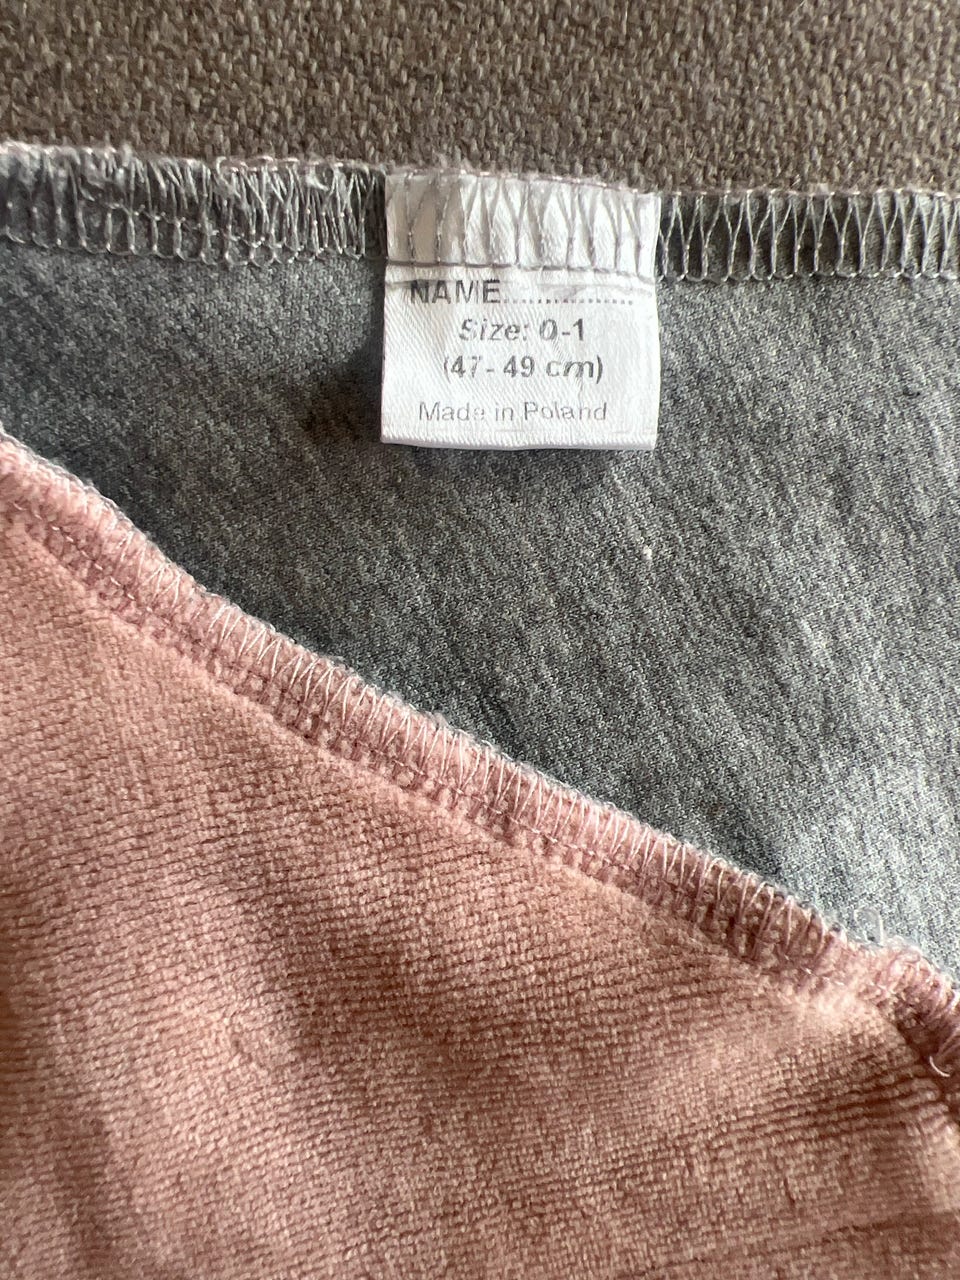 NAME.................
Size: 0-1
(47- 49 cm)
Made in Poland